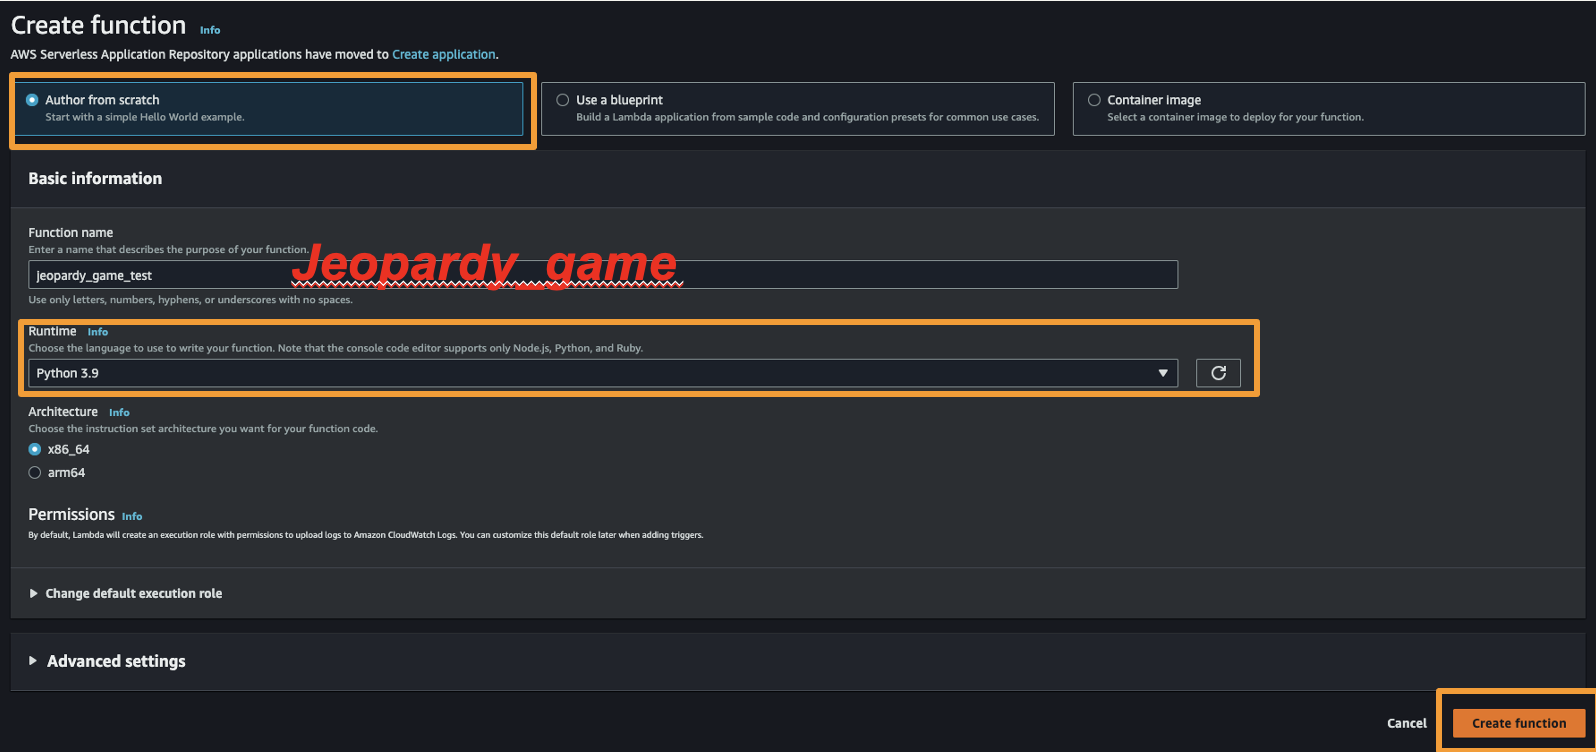 Create function Info
AWS Serverless Application Repository applications have moved to Create application.
Author from scratch
Start with a simple Hello World example.
Use a blueprint
Build a Lambda application from sample code and configuration presets for common use cases.
Container image
Select a container image to deploy for your function.
Basic information
Function name
Enter a name that describes the purpose of your function.
Jeopardy_game
jeopardy_game_test
Use only letters, numbers, hyphens, or underscores with no spaces.
Runtime Info
Choose the language to use to write your function. Note that the console code editor supports only Node.js, Python, and Ruby.
Python 3.9
Architecture Info
Choose the instruction set architecture you want for your function code.
x86_64
arm64
Permissions Info
By default, Lambda will create an execution role with permissions to upload logs to Amazon CloudWatch Logs. You can customize this default role later when adding triggers.
Change default execution role
Advanced settings
Cancel
Create function